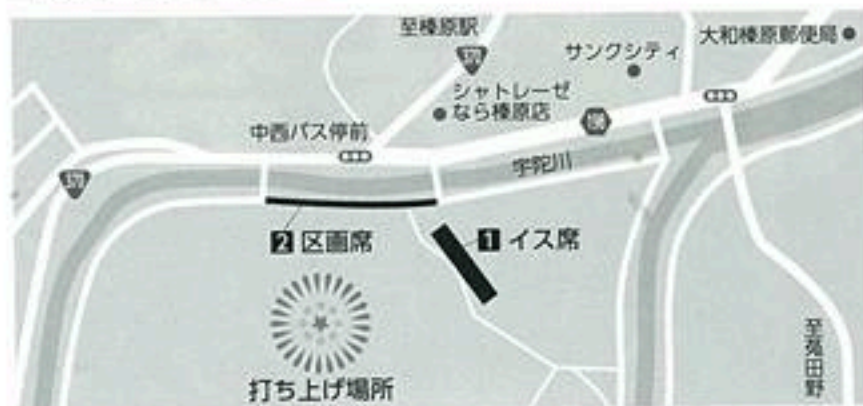 至榛原駅
370
サンクシティ
大和榛原郵便局
シャトレーゼ
なら榛原店
中西バス停前
370
宇陀川
2 区画席
1 イス席
打ち上げ場所
至菟田野